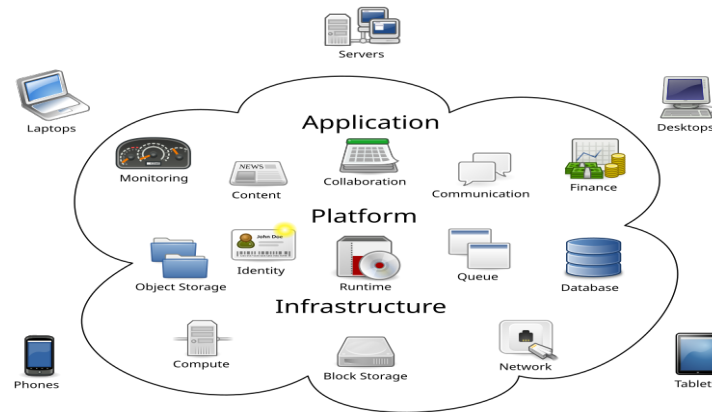 Servers
Laptops
Desktops
Application
Monitoring
NEWS
Content
Collaboration
Communication
Finance
Platform
John Doe
Object Storage
Identity
Runtime
Queue
Database
Infrastructure
Compute
Block Storage
Network
Phones
Tablets